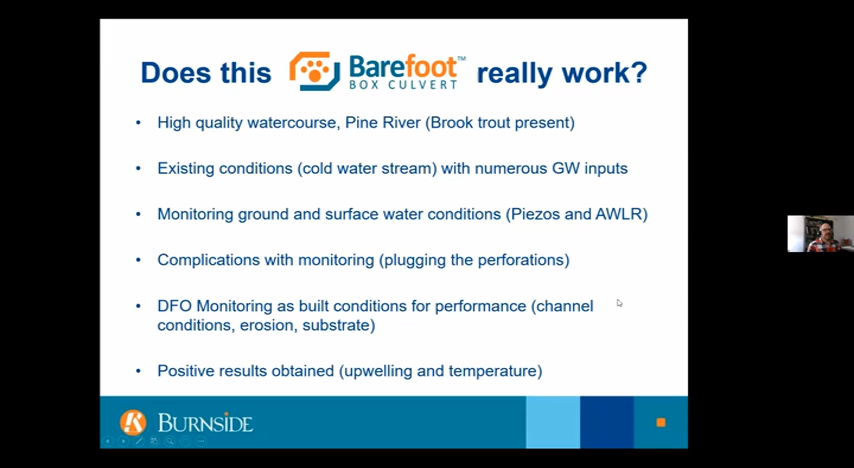 Does this Barefoot™ really work?
BOX CULVERT
• High quality watercourse, Pine River (Brook trout present)
• Existing conditions (cold water stream) with numerous GW inputs
• Monitoring ground and surface water conditions (Piezos and AWLR)
• Complications with monitoring (plugging the perforations)
• DFO Monitoring as built conditions for performance (channel
conditions, erosion, substrate)
• Positive results obtained (upwelling and temperature)
BURNSIDE